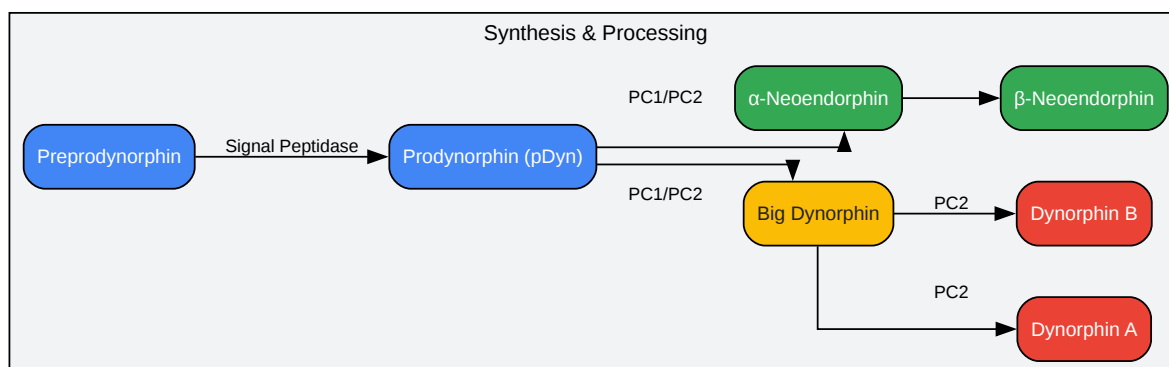 Synthesis & Processing
PC1/PC2
α-Neoendorphin
β-Neoendorphin
Preprodynorphin
Signal Peptidase
Prodynorphin (pDyn)
PC1/PC2
Big Dynorphin
PC2
Dynorphin B
PC2
Dynorphin A